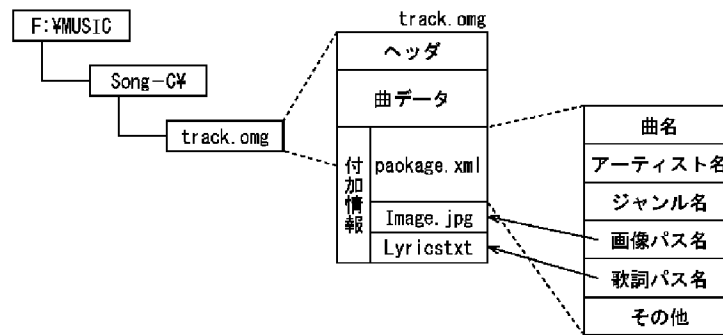 F:¥MUSIC
Song-C¥
track.omg
track.omg
ヘッダ
曲データ
付加情報
paokage.xml
Image.jpg
Lyricstxt
曲名
アーティスト名
ジャンル名
画像パス名
歌詞パス名
その他